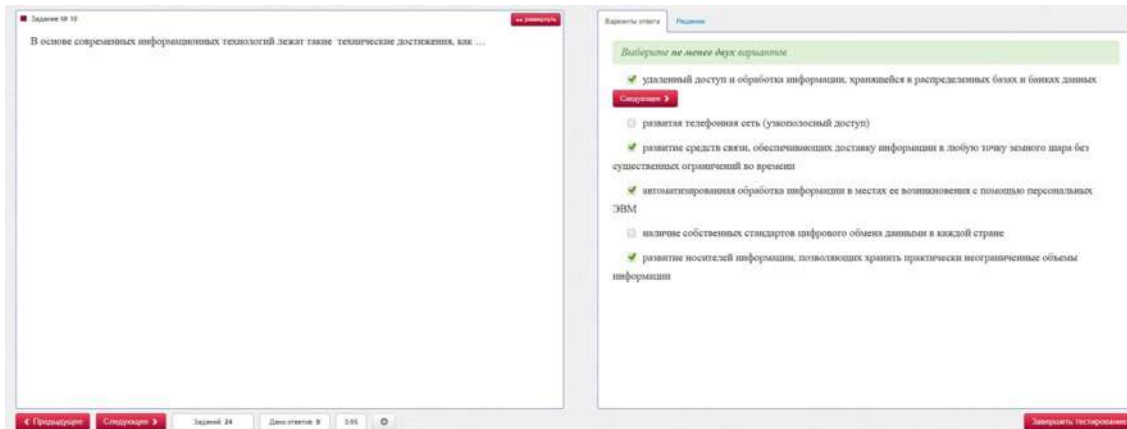 Задание № 10
развернуть
В основе современных информационных технологий лежат такие технические достижения, как …
Варианты ответа
Решение
Выберите не менее двух вариантов
удаленный доступ и обработка информации, хранящейся в распределенных базах и банках данных
Следующее
развитая телефонная сеть (узкополосный доступ)
развитие средств связи, обеспечивающих доставку информации в любую точку земного шара без
существенных ограничений во времени
автоматизированная обработка информации в местах ее возникновения с помощью персональных
ЭВМ
наличие собственных стандартов цифрового обмена данными в каждой стране
развитие носителей информации, позволяющих хранить практически неограниченные объемы
информации
Предыдущее
Следующее
Заданий: 24
Дано ответов: 9
3:05
Завершить тестирование